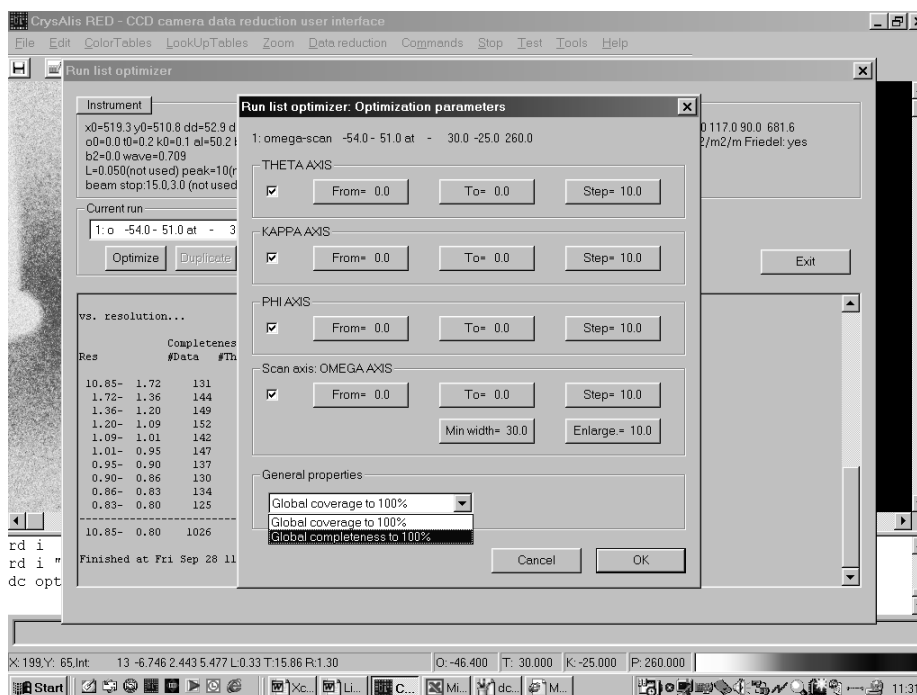 CrysAlis RED - CCD camera data reduction user interface
File Edit ColorTables LookUpTables Zoom Data reduction Commands Stop Test Tools Help
Run list optimizer
Instrument
x0=519.3 y0=510.8 dd=52.9 d
o0=0.0 t0=0.2 k0=0.1 al=50.2
b2=0.0 wave=0.709
L=0.050(not used) peak=10(r
beam stop:15.0,3.0 (not used
0 117.0 90.0 681.6
2/m2/m Friedel: yes
Current run
1: o -54.0 - 51.0 at - 3
Optimize Duplicate
Exit
vs. resolution...
Completenes
Res #Data #Th
10.85- 1.72 131
1.72- 1.36 144
1.36- 1.20 149
1.20- 1.09 152
1.09- 1.01 142
1.01- 0.95 147
0.95- 0.90 137
0.90- 0.86 130
0.86- 0.83 134
0.83- 0.80 125
10.85- 0.80 1026
Finished at Fri Sep 28 11
Run list optimizer: Optimization parameters
1: omega-scan -54.0 - 51.0 at - 30.0 -25.0 260.0
THETA AXIS
From= 0.0 To= 0.0 Step= 10.0
KAPPA AXIS
From= 0.0 To= 0.0 Step= 10.0
PHI AXIS
From= 0.0 To= 0.0 Step= 10.0
Scan axis: OMEGA AXIS
From= 0.0 To= 0.0 Step= 10.0
Min width= 30.0 Enlarge.= 10.0
General properties
Global coverage to 100%
Global coverage to 100%
Global completeness to 100%
Cancel OK
rd i
rd i "
dc opt
X: 199,Y: 65,Int: 13 -6.746 2.443 5.477 L:0.33 T:15.86 R:1.30 O: -46.400 T: 30.000 K: -25.000 P: 260.000
Start Xc... Li... C... Mi... dc... M... 11:3